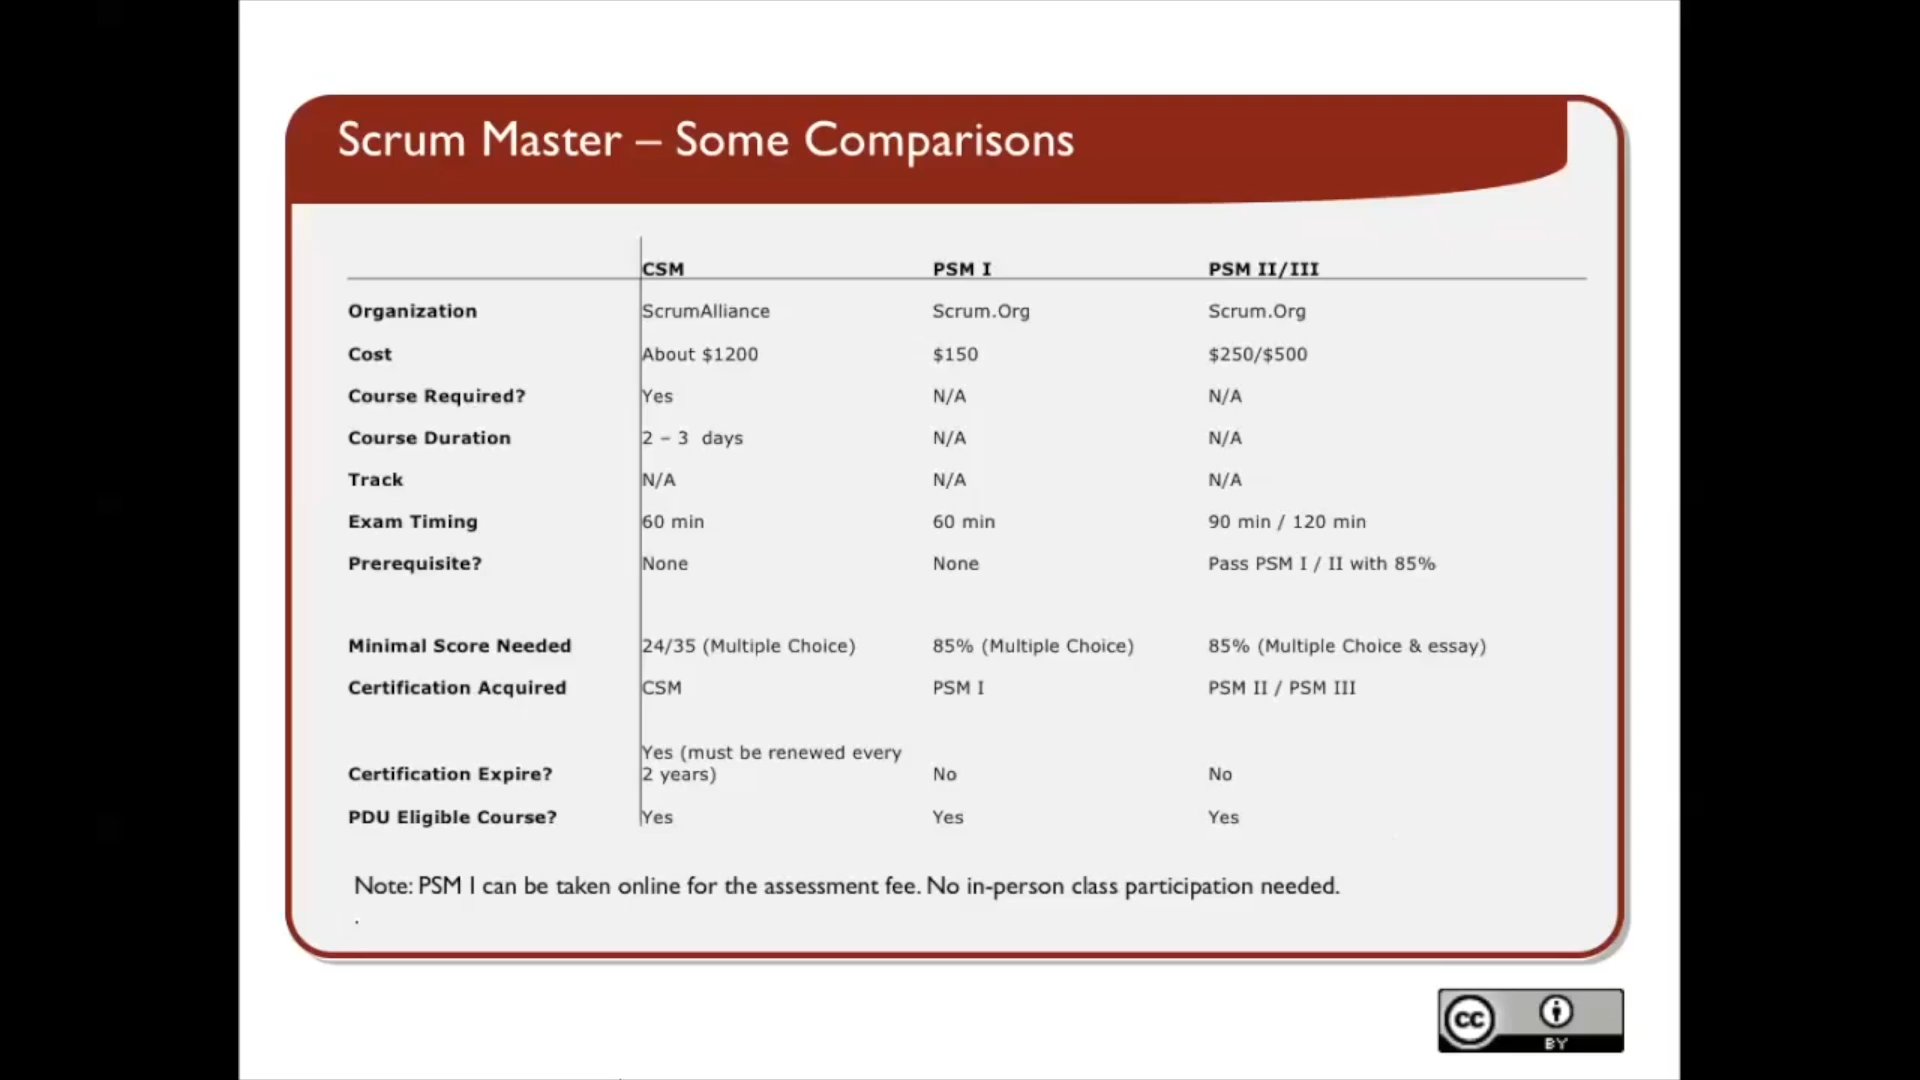 Scrum Master – Some Comparisons
CSM PSM I PSM II/III
Organization ScrumAlliance Scrum.Org Scrum.Org
Cost About $1200 $150 $250/$500
Course Required? Yes N/A N/A
Course Duration 2 – 3 days N/A N/A
Track N/A N/A N/A
Exam Timing 60 min 60 min 90 min / 120 min
Prerequisite? None None Pass PSM I / II with 85%
Minimal Score Needed 24/35 (Multiple Choice) 85% (Multiple Choice) 85% (Multiple Choice & essay)
Certification Acquired CSM PSM I PSM II / PSM III
Yes (must be renewed every
Certification Expire? 2 years) No No
PDU Eligible Course? Yes Yes Yes
Note: PSM I can be taken online for the assessment fee. No in-person class participation needed.
.
cc
BY